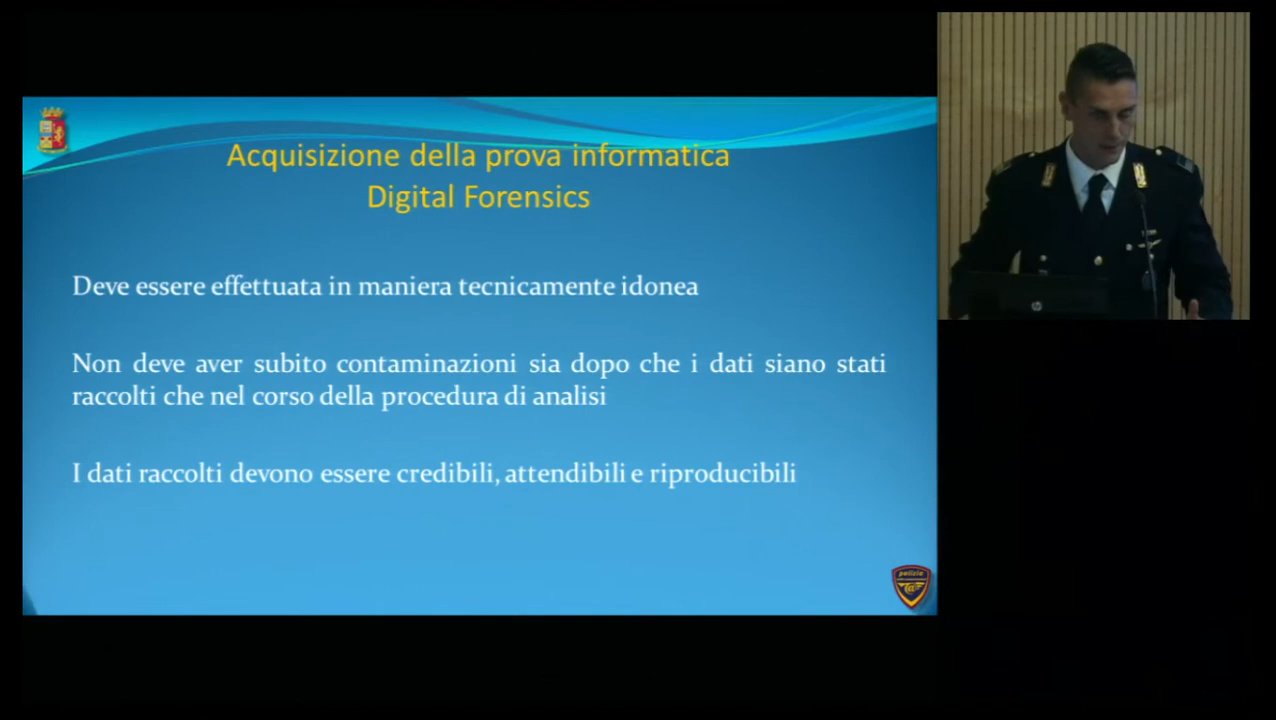 Acquisizione della prova informatica
Digital Forensics
Deve essere effettuata in maniera tecnicamente idonea
Non deve aver subito contaminazioni sia dopo che i dati siano stati
raccolti che nel corso della procedura di analisi
I dati raccolti devono essere credibili, attendibili e riproducibili
polizia
hp